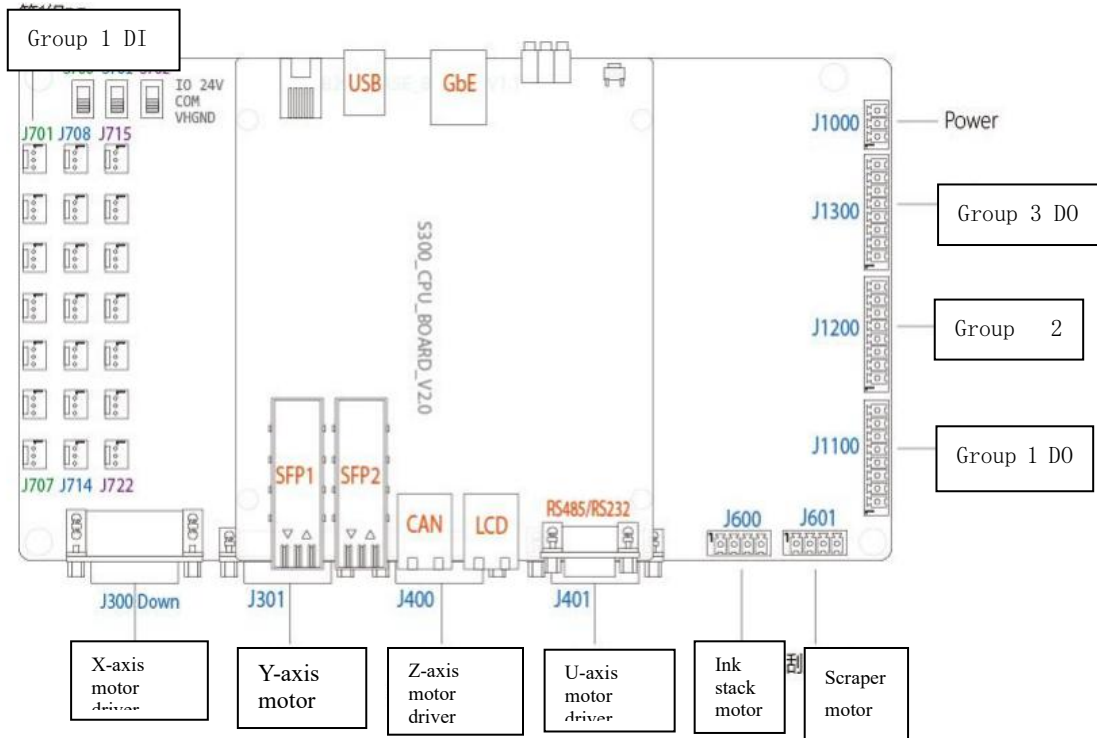 Group 1 DI
IO 24V
COM
VHGND
USB
GbE
J701 J708 J715
J1000
Power
J1300
Group 3 DO
S300_CPU_BOARD_V2.0
J1200
Group 2
J1100
Group 1 DO
J707 J714 J722
SFP1
SFP2
CAN
LCD
RS485/RS232
J600
J601
J300 Down
J301
J400
J401
X-axis
motor
driver
Y-axis
motor
Z-axis
motor
driver
U-axis
motor
driver
Ink
stack
motor
刮
Scraper
motor